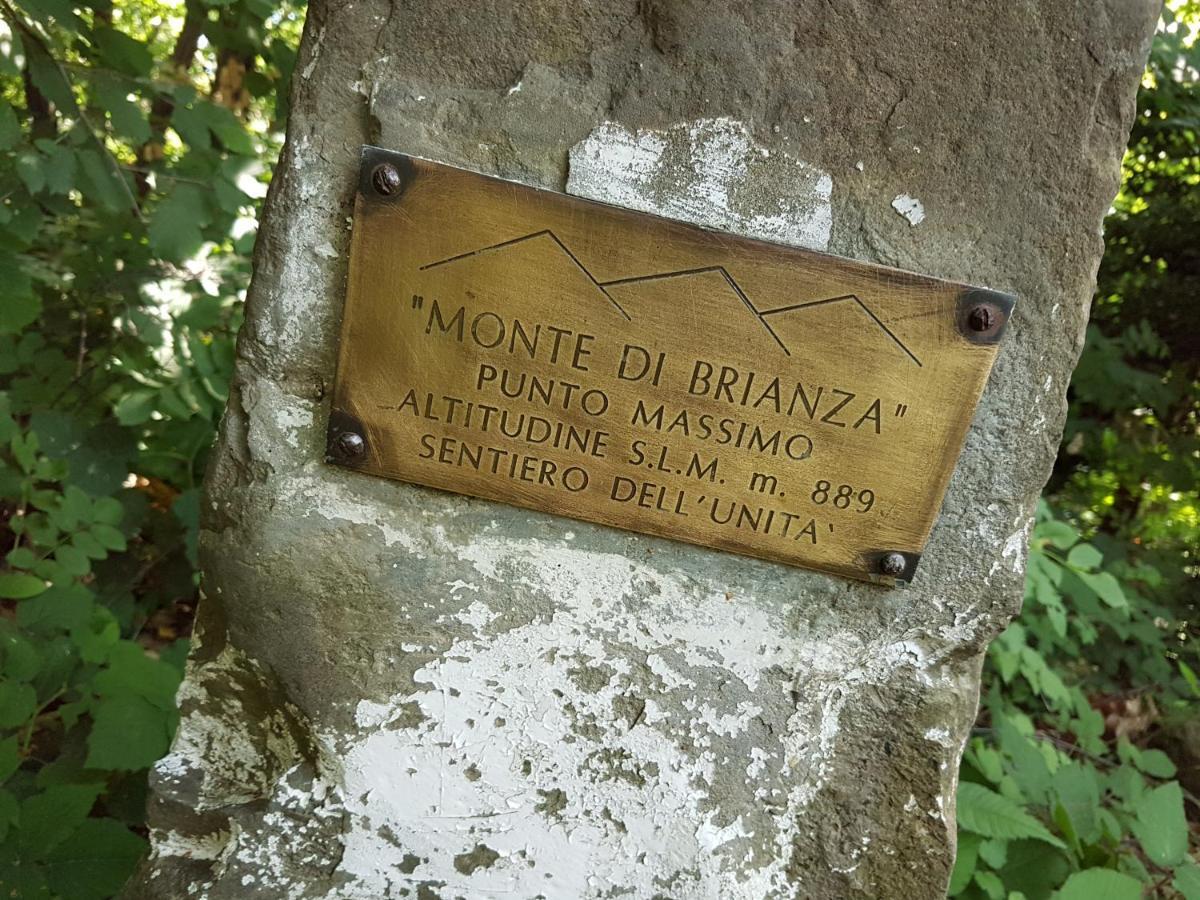 "MONTE DI BRIANZA"
PUNTO MASSIMO
ALTITUDINE S.L.M. m. 889
SENTIERO DELL'UNITA`